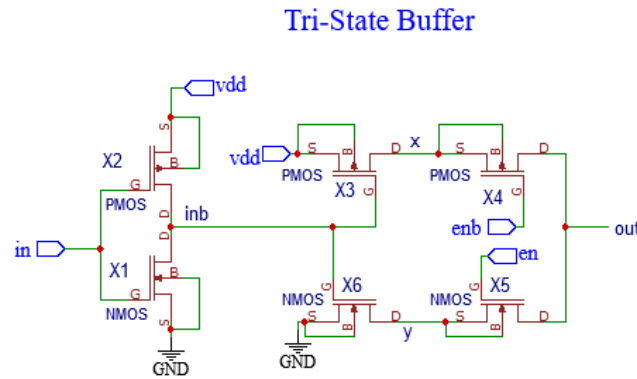 Tri-State Buffer
vdd
S
X2
B
G
PMOS
D
inb
in
D
X1
B
G
NMOS
S
GND
vdd
S
B
D
x
PMOS
X3
G
S
B
D
PMOS
X4
G
enb
out
en
G
X6
NMOS
S
B
D
y
GND
G
X5
NMOS
S
B
D